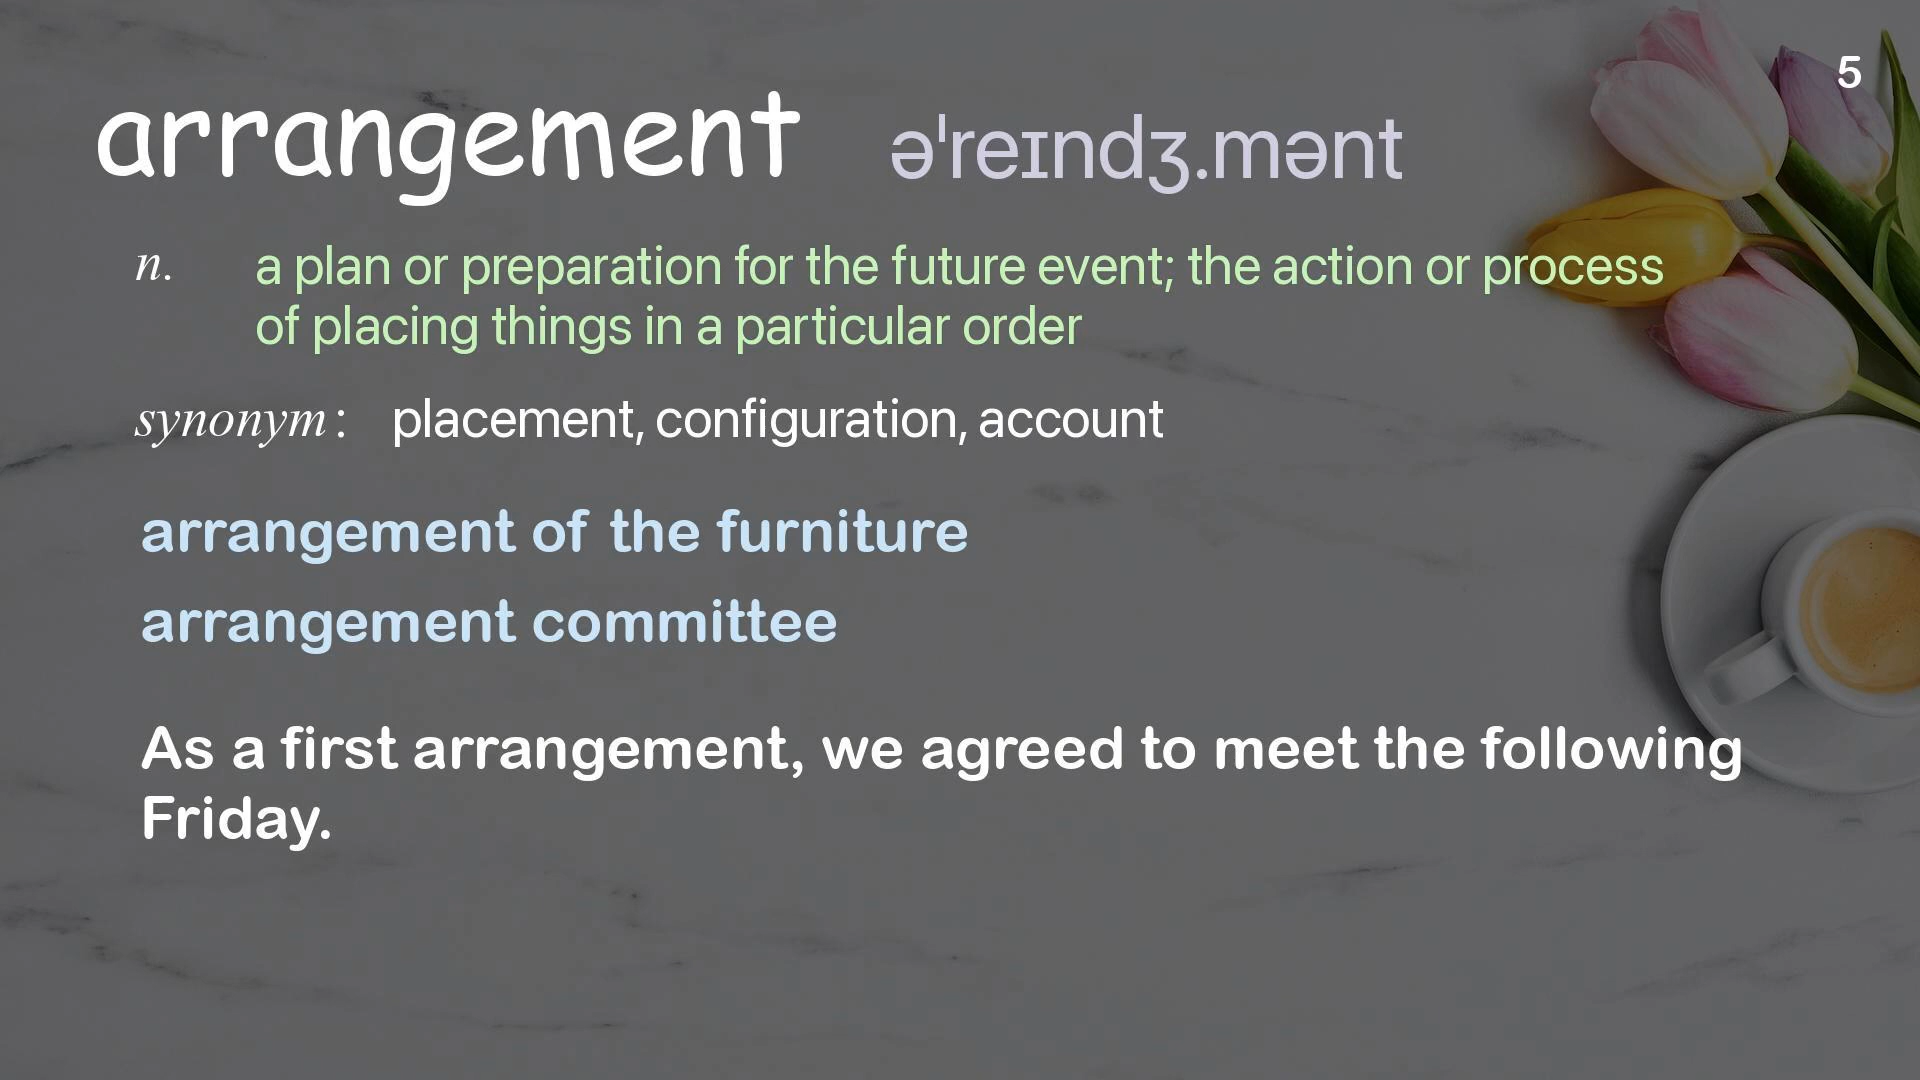 5
arrangement əˈreɪndʒ.mənt
n. a plan or preparation for the future event; the action or process
of placing things in a particular order
synonym : placement, configuration, account
arrangement of the furniture
arrangement committee
As a first arrangement, we agreed to meet the following
Friday.